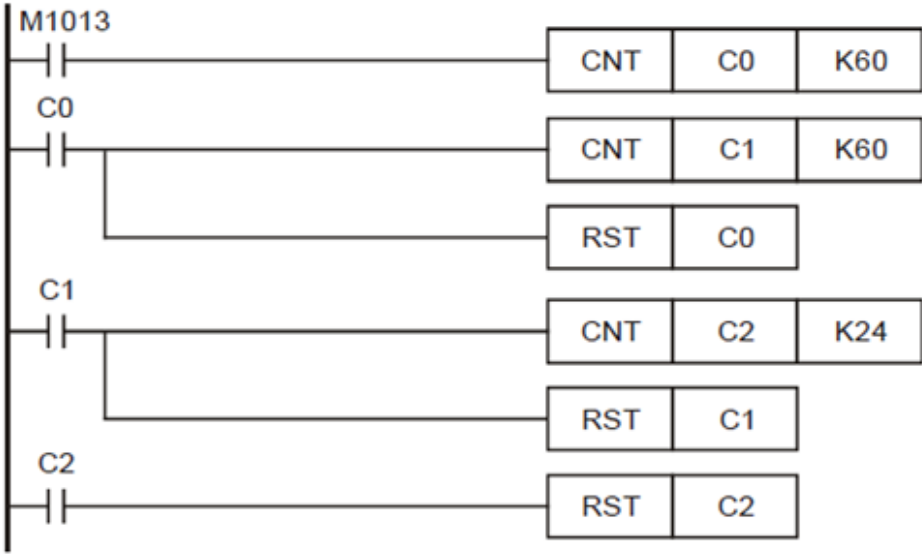 M1013
CNT C0 K60
C0
CNT C1 K60
RST C0
C1
CNT C2 K24
RST C1
C2
RST C2